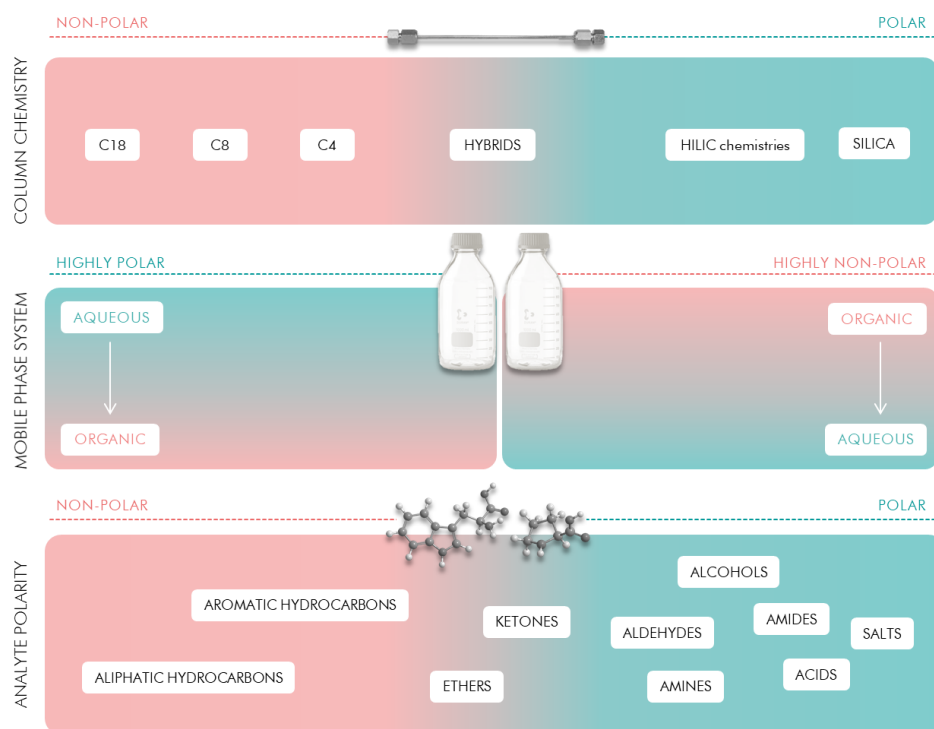 NON-POLAR
POLAR
COLUMN CHEMISTRY
C18
C8
C4
HYBRIDS
HILIC chemistries
SILICA
HIGHLY POLAR
HIGHLY NON-POLAR
MOBILE PHASE SYSTEM
AQUEOUS
ORGANIC
ORGANIC
AQUEOUS
NON-POLAR
POLAR
ANALYTE POLARITY
ALCOHOLS
AROMATIC HYDROCARBONS
KETONES
ALDEHYDES
AMIDES
SALTS
ALIPHATIC HYDROCARBONS
ETHERS
AMINES
ACIDS